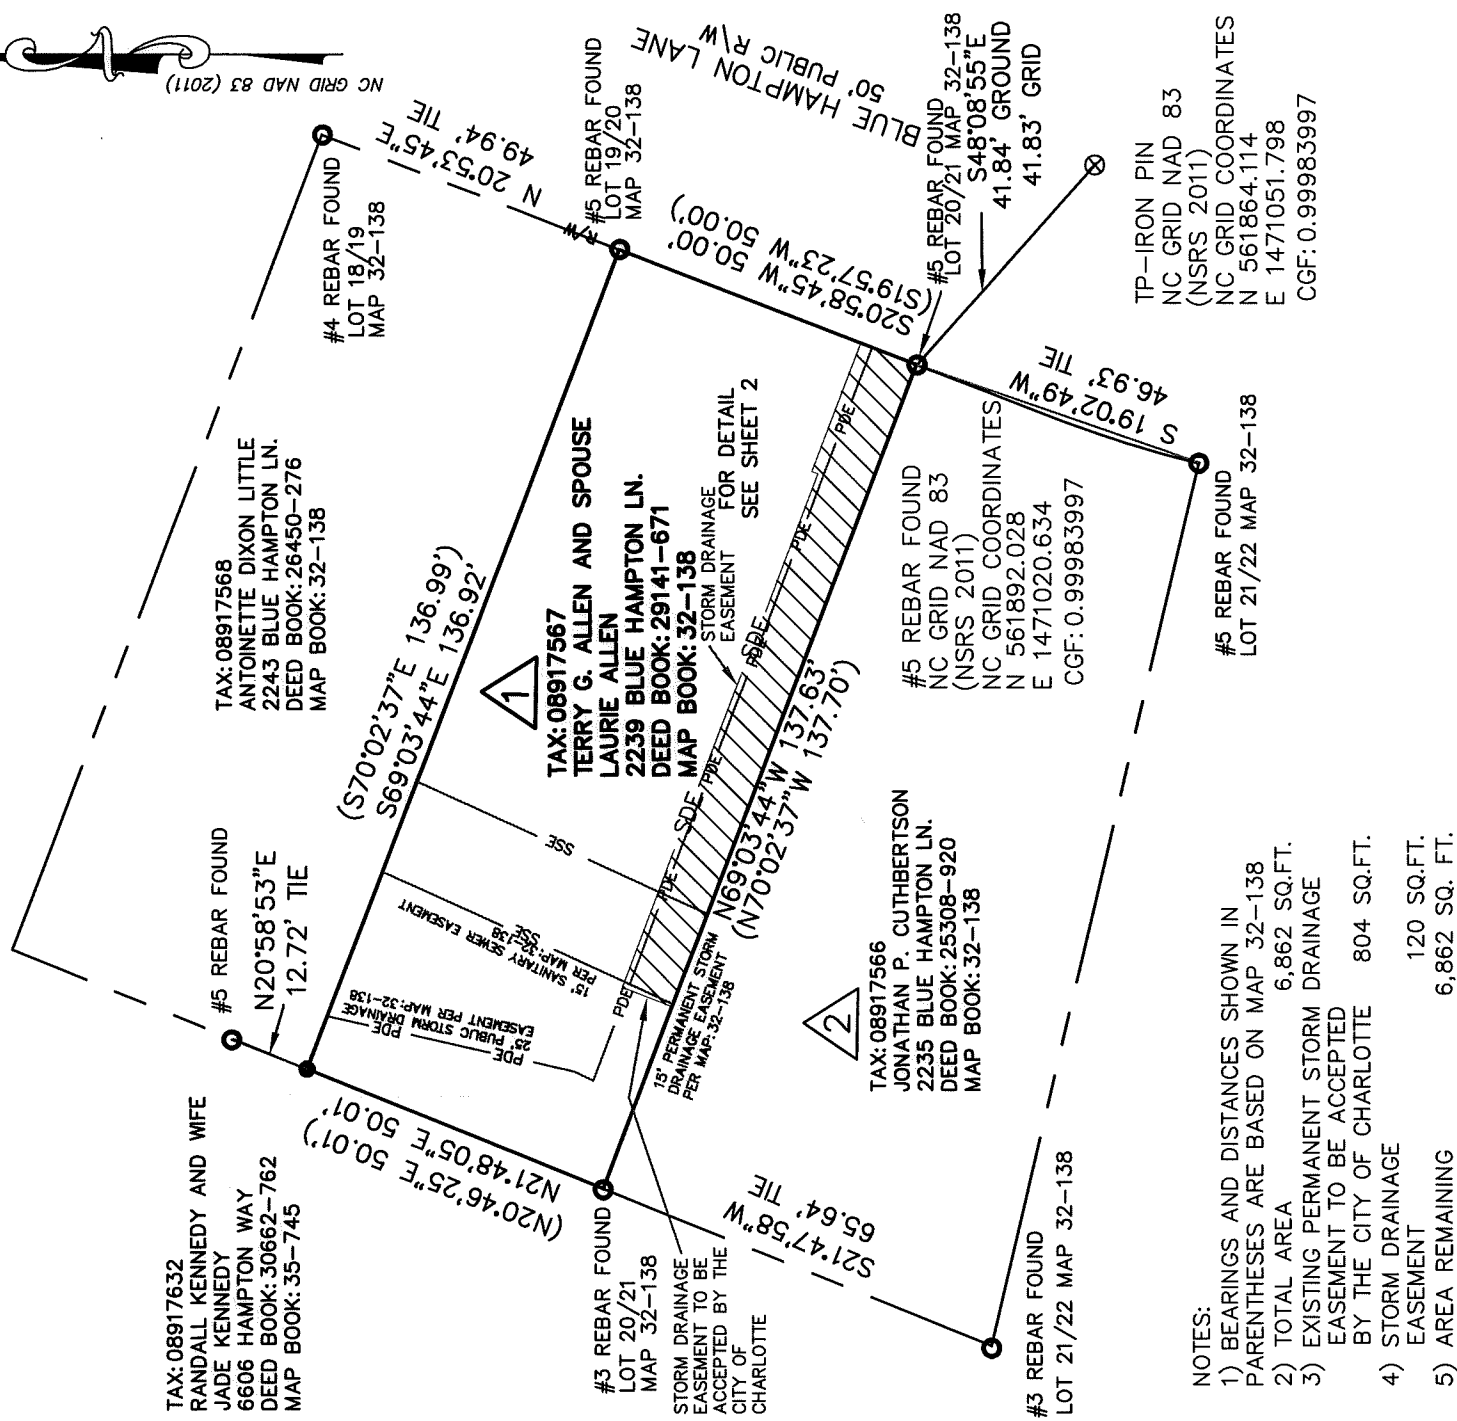 NC GRID NAD 83 (2011)
TAX: 08917632
RANDALL KENNEDY AND WIFE
JADE KENNEDY
6606 HAMPTON WAY
DEED BOOK: 30662-762
MAP BOOK: 35-745
#5 REBAR FOUND
N20°58'53"E
12.72' TIE
TAX: 08917568
ANTOINETTE DIXON LITTLE
2243 BLUE HAMPTON LN.
DEED BOOK: 26450-276
MAP BOOK: 32-138
#4 REBAR FOUND
LOT 18/19
MAP 32-138
N 20°53'45"E
49.94' TIE
R/W
#5 REBAR FOUND
LOT 19/20
MAP 32-138
BLUE HAMPTON LANE
50' PUBLIC R\W
(S70°02'37"E 136.99')
S69°03'44"E 136.92'
(N20°46'25"E 50.01')
N21°48'05"E 50.01'
1
TAX: 08917567
TERRY G. ALLEN AND SPOUSE
LAURIE ALLEN
2239 BLUE HAMPTON LN.
DEED BOOK: 29141-671
MAP BOOK: 32-138
STORM DRAINAGE
EASEMENT
FOR DETAIL
SEE SHEET 2
S20°58'45"W 50.00'
(S19°57'23"W 50.00')
#5 REBAR FOUND
LOT 20/21 MAP 32-138
S48°08'55"E
41.84' GROUND
41.83' GRID
TP-IRON PIN
NC GRID NAD 83
(NSRS 2011)
NC GRID COORDINATES
N 561864.114
E 1471051.798
CGF: 0.99983997
PDE
PDE
25' PUBLIC STORM DRAINAGE
EASEMENT PER MAP: 32-138
15' SANITARY SEWER EASEMENT
PER MAP: 32-138
SSE
SSE
PDE
PDE
SDE
PDE
SDE
PDE
PDE
PDE
N69°03'44"W 137.63'
(N70°02'37"W 137.70')
15' PERMANENT STORM
DRAINAGE EASEMENT
PER MAP: 32-138
#3 REBAR FOUND
LOT 20/21
MAP 32-138
STORM DRAINAGE
EASEMENT TO BE
ACCEPTED BY THE
CITY OF
CHARLOTTE
S21°47'58"W
65.64' TIE
2
TAX: 08917566
JONATHAN P. CUTHBERTSON
2235 BLUE HAMPTON LN.
DEED BOOK: 25308-920
MAP BOOK: 32-138
#5 REBAR FOUND
NC GRID NAD 83
(NSRS 2011)
NC GRID COORDINATES
N 561892.028
E 1471020.634
CGF: 0.99983997
S 19°02'49"W
46.93' TIE
#5 REBAR FOUND
LOT 21/22 MAP 32-138
#3 REBAR FOUND
LOT 21/22 MAP 32-138
NOTES:
1) BEARINGS AND DISTANCES SHOWN IN
PARENTHESES ARE BASED ON MAP 32-138
2) TOTAL AREA 6,862 SQ.FT.
3) EXISTING PERMANENT STORM DRAINAGE
EASEMENT TO BE ACCEPTED
BY THE CITY OF CHARLOTTE 804 SQ.FT.
4) STORM DRAINAGE
EASEMENT 120 SQ.FT.
5) AREA REMAINING 6,862 SQ. FT.